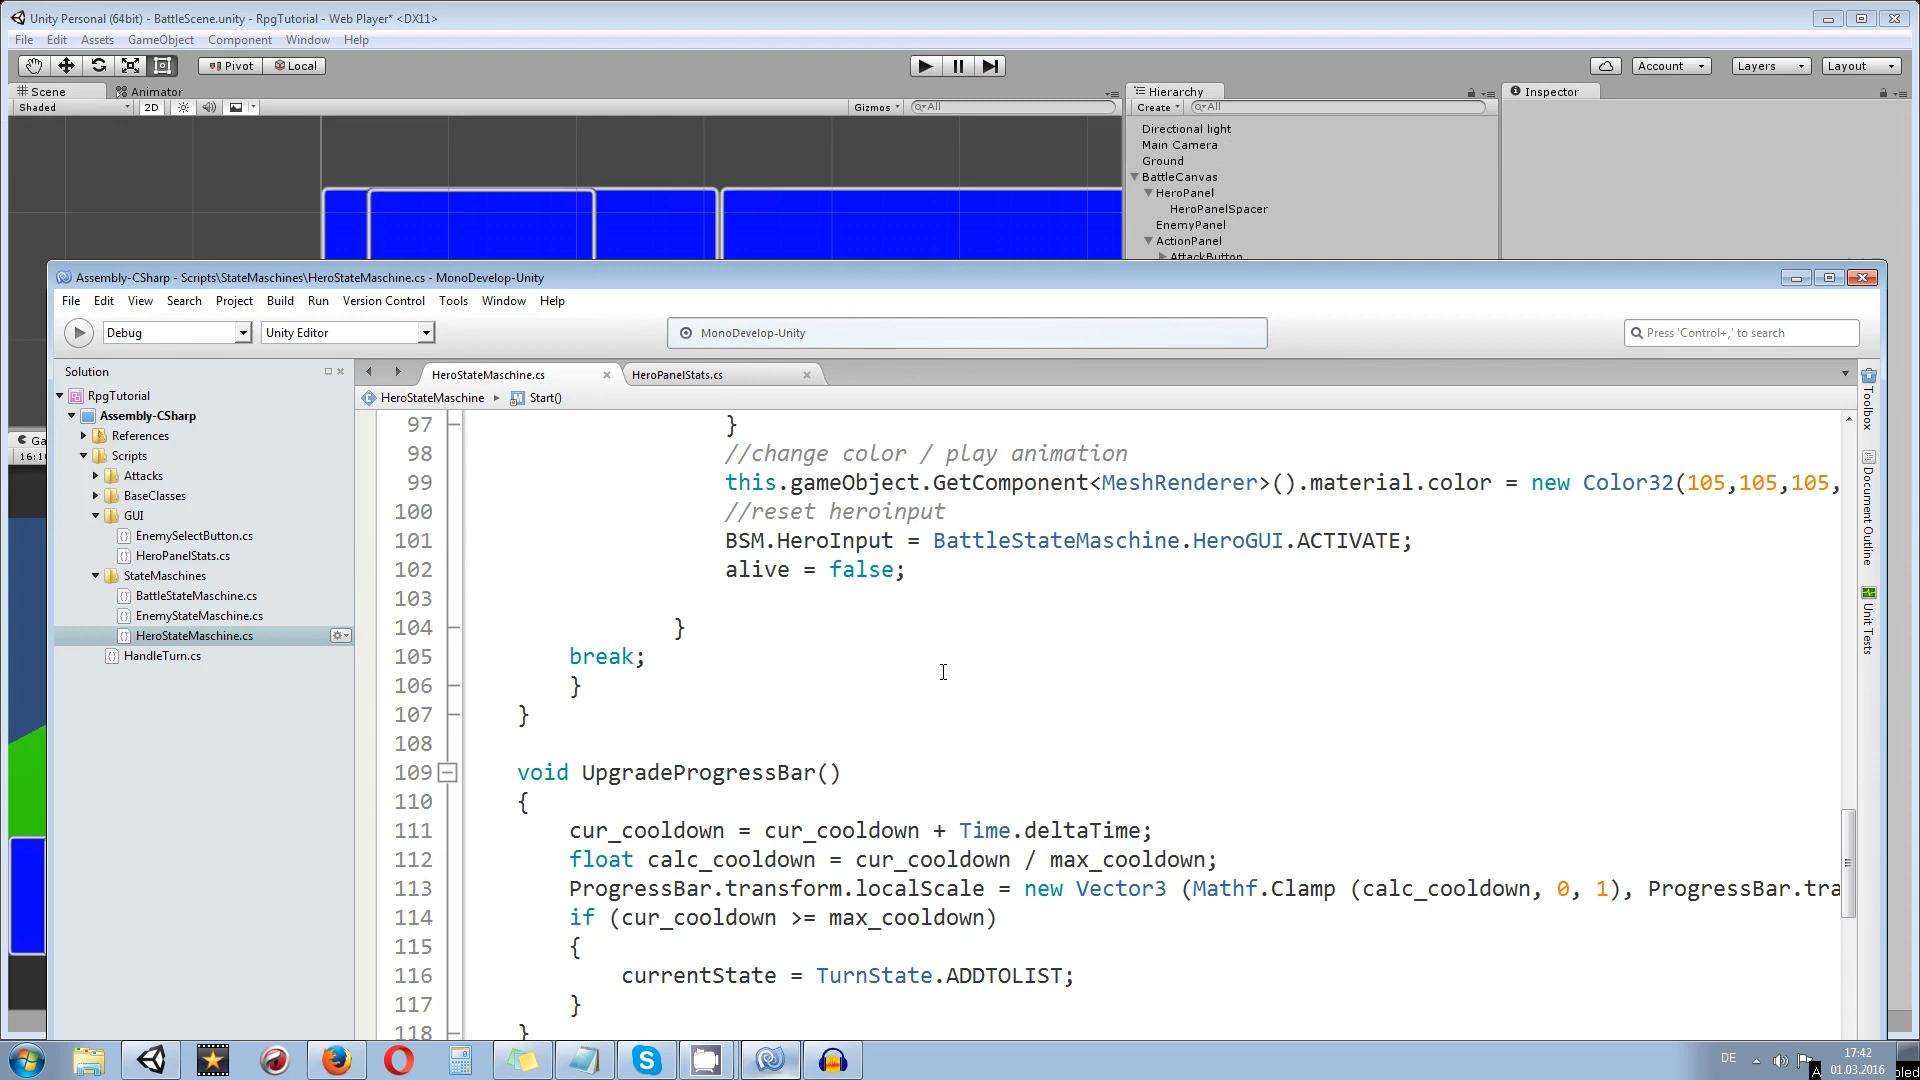 Unity Personal (64bit) - BattleScene.unity - RpgTutorial - Web Player* <DX11>
File Edit Assets GameObject Component Window Help
Pivot Local Account Layers Layout
Scene Animator Hierarchy Inspector
Shaded 2D Gizmos All Create All
Directional light
Main Camera
Ground
BattleCanvas
HeroPanel
HeroPanelSpacer
EnemyPanel
ActionPanel
AttackButton
Assembly-CSharp - Scripts\StateMaschines\HeroStateMaschine.cs - MonoDevelop-Unity
File Edit View Search Project Build Run Version Control Tools Window Help
Debug Unity Editor MonoDevelop-Unity Press 'Control+,' to search
Solution
RpgTutorial
Assembly-CSharp
References
Scripts
Attacks
BaseClasses
GUI
EnemySelectButton.cs
HeroPanelStats.cs
StateMaschines
BattleStateMaschine.cs
EnemyStateMaschine.cs
HeroStateMaschine.cs
HandleTurn.cs
Ga
16:1
HeroStateMaschine.cs HeroPanelStats.cs
HeroStateMaschine Start()
97 }
98 //change color / play animation
99 this.gameObject.GetComponent<MeshRenderer>().material.color = new Color32(105,105,105,
100 //reset heroinput
101 BSM.HeroInput = BattleStateMaschine.HeroGUI.ACTIVATE;
102 alive = false;
103
104 }
105 break;
106 }
107 }
108
109 void UpgradeProgressBar()
110 {
111 cur_cooldown = cur_cooldown + Time.deltaTime;
112 float calc_cooldown = cur_cooldown / max_cooldown;
113 ProgressBar.transform.localScale = new Vector3 (Mathf.Clamp (calc_cooldown, 0, 1), ProgressBar.tra
114 if (cur_cooldown >= max_cooldown)
115 {
116 currentState = TurnState.ADDTOLIST;
117 }
118 }
Toolbox
Document Outline
Unit Tests
DE
17:42
01.03.2016